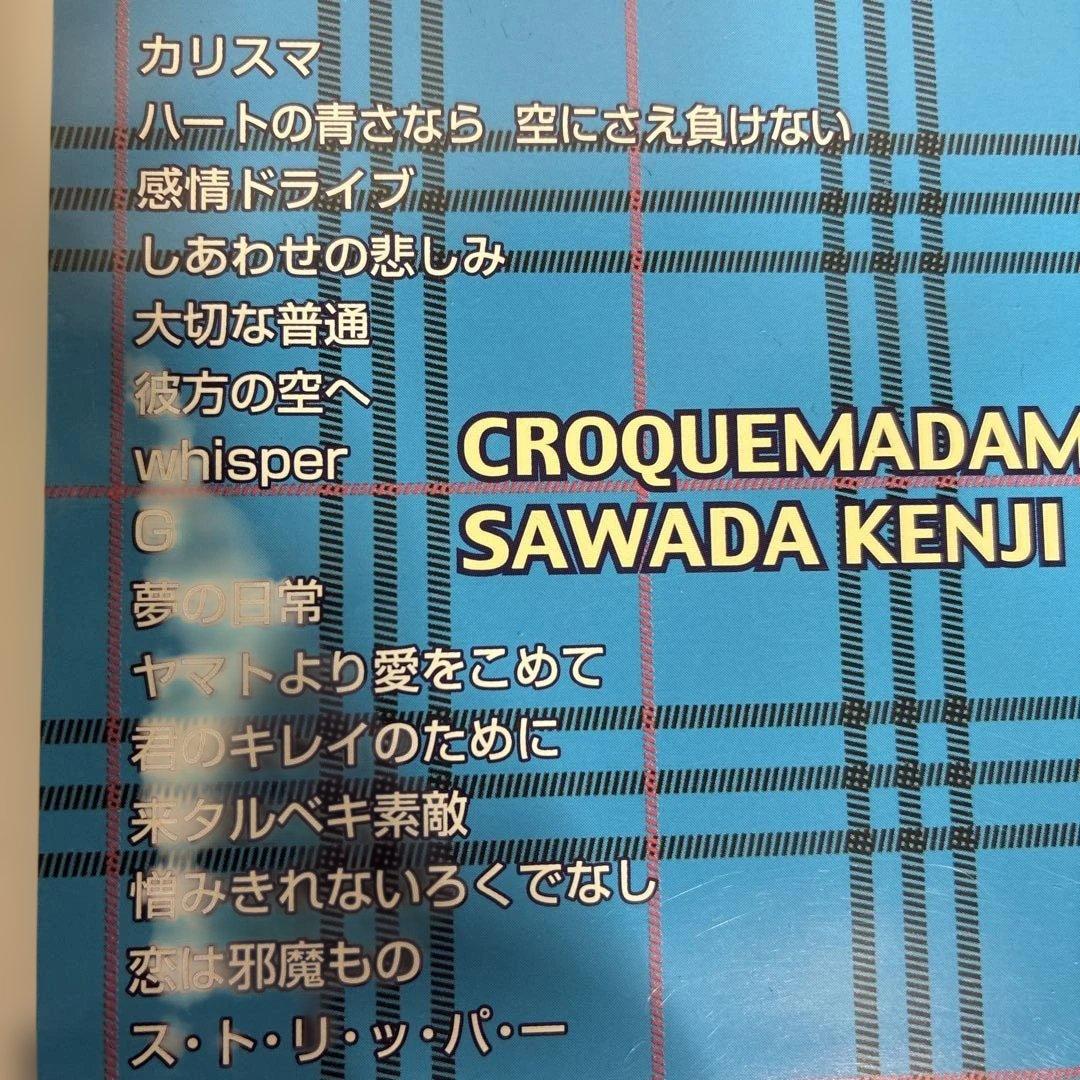 カリスマ
ハートの青さなら 空にさえ負けない
感情ドライブ
しあわせの悲しみ
大切な普通
彼方の空へ
whisper
G
夢の日常
ヤマトより愛をこめて
君のキレイのために
来タルベキ素敵
憎みきれないろくでなし
恋は邪魔もの
ス・ト・リ・ッ・パ・ー
CROQUEMADAM
SAWADA KENJI